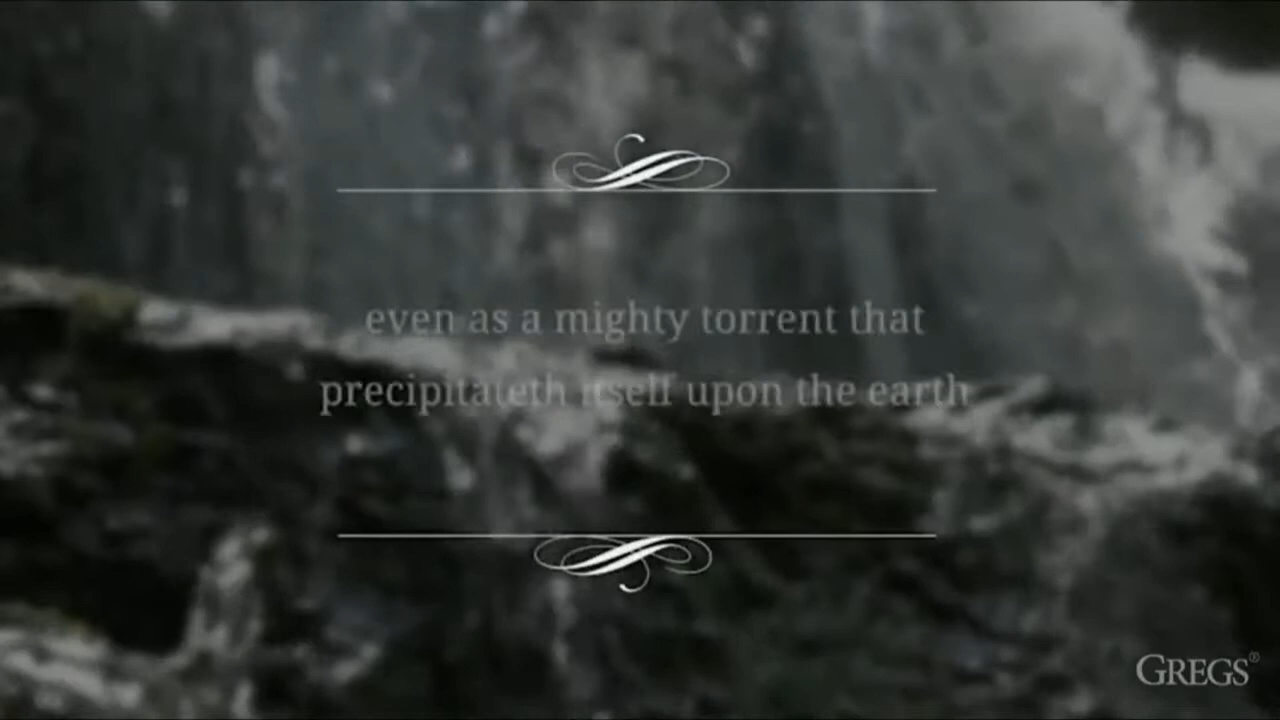 even as a mighty torrent that
precipitateth itself upon the earth
GREGS®